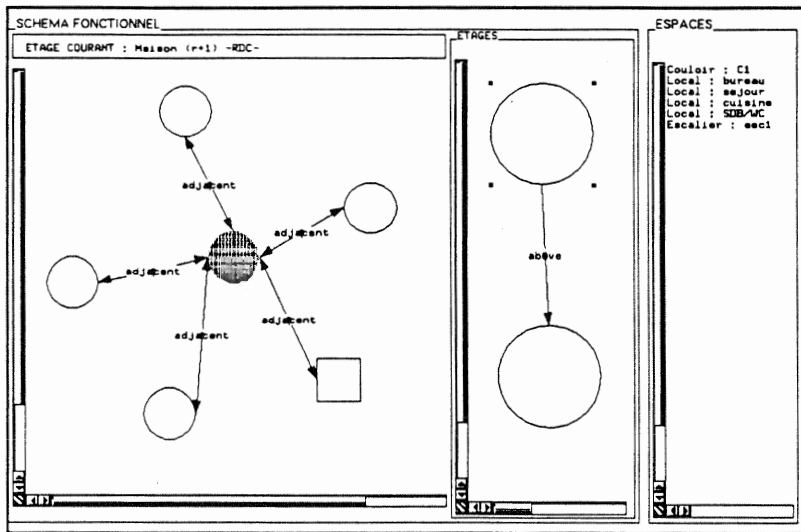 SCHEMA FONCTIONNEL
ETAGE COURANT : Maison (r+1) -RDC-
adjacent
adjacent
adjacent
adjacent
adjacent
ETAGES
above
ESPACES
Couloir : C1
Local : bureau
Local : sejour
Local : cuisine
Local : SDB/WC
Escalier : esc1